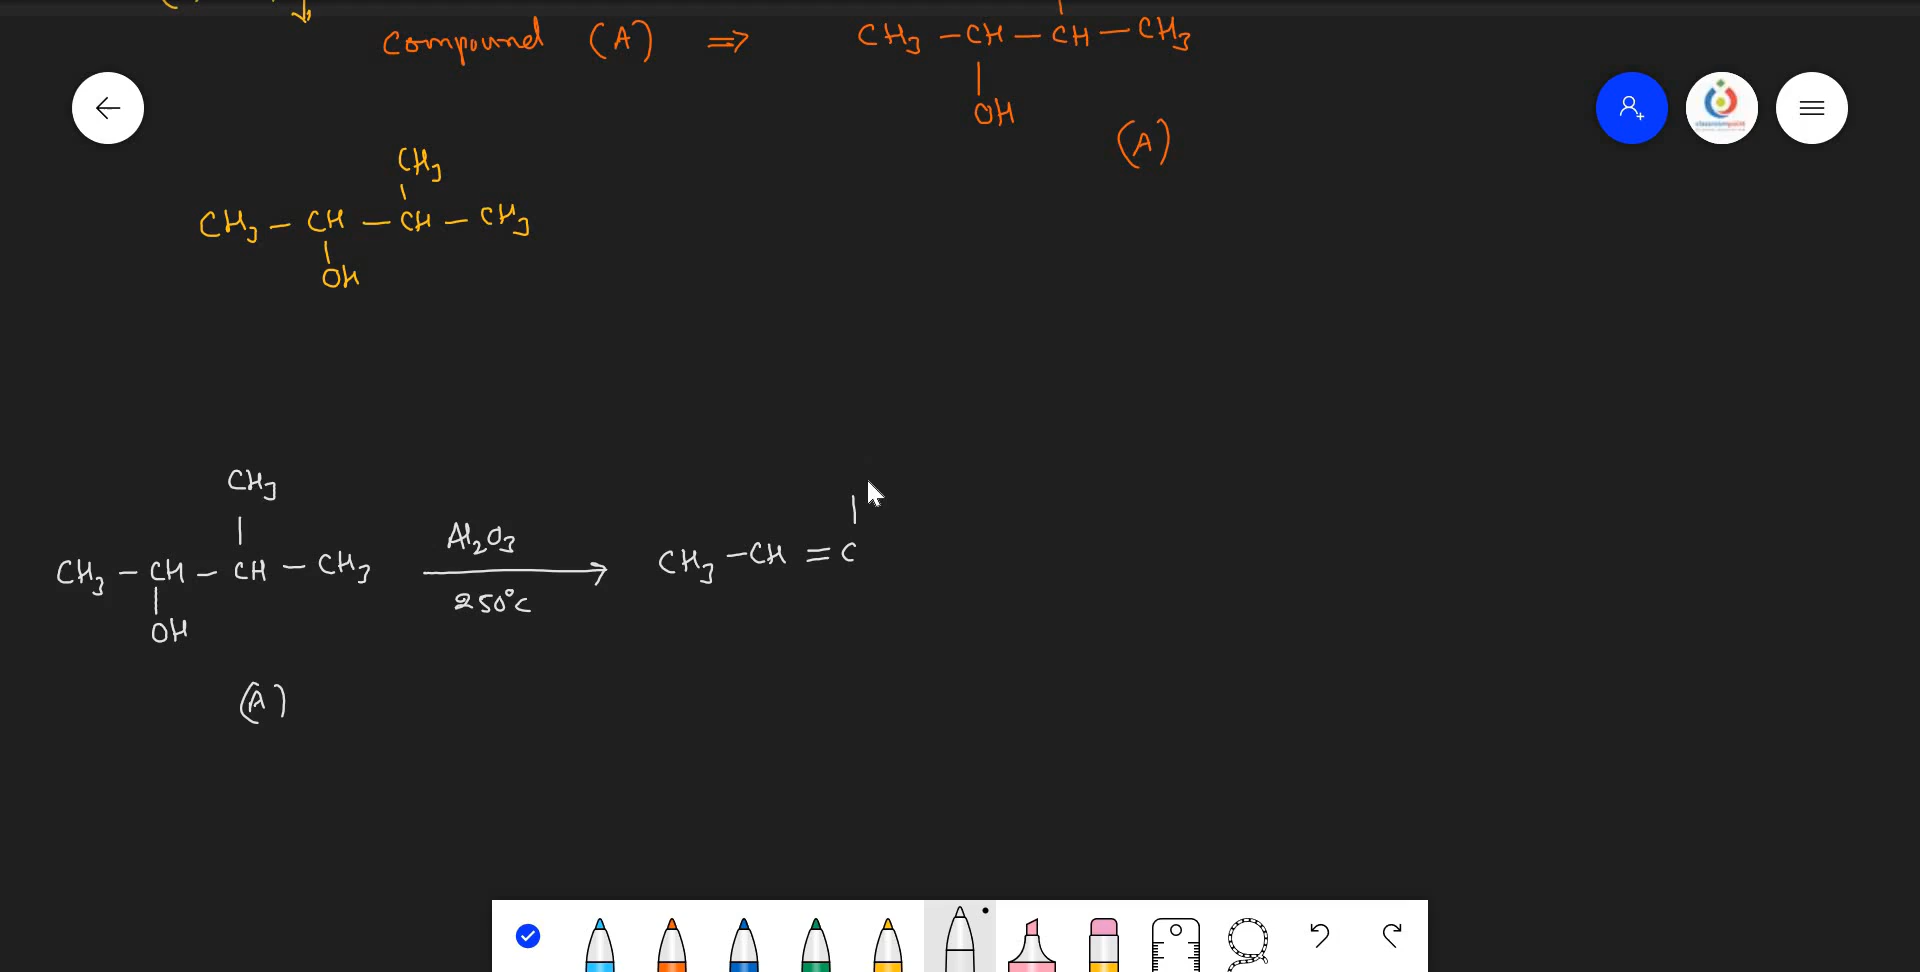 Compound (A) ⇒ CH3 – CH – CH – CH3
OH
(A)
CH3
CH3 – CH – CH – CH3
OH
CH3
CH3 – CH – CH – CH3 Al2O3 250°C → CH3 – CH = C
OH
(A)